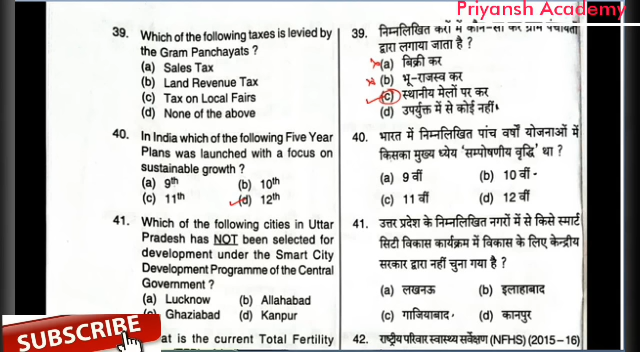 Priyansh Academy
39. Which of the following taxes is levied by
the Gram Panchayats ?
(a) Sales Tax
(b) Land Revenue Tax
(c) Tax on Local Fairs
(d) None of the above
40. In India which of the following Five Year
Plans was launched with a focus on
sustainable growth ?
(a) 9th (b) 10th
(c) 11th (d) 12th
41. Which of the following cities in Uttar
Pradesh has NOT been selected for
development under the Smart City
Development Programme of the Central
Government ?
(a) Lucknow (b) Allahabad
Ghaziabad (d) Kanpur
at is the current Total Fertility
39. निम्नलिखित करों में कौन-सा कर ग्राम पंचायतों
द्वारा लगाया जाता है ?
(a) बिक्री कर
(b) भू-राजस्व कर
(c) स्थानीय मेलों पर कर
(d) उपर्युक्त में से कोई नहीं
40. भारत में निम्नलिखित पांच वर्षों योजनाओं में
किसका मुख्य ध्येय 'सम्पोषणीय वृद्धि' था ?
(a) 9 वीं (b) 10 वीं
(c) 11 वीं (d) 12 वीं
41. उत्तर प्रदेश के निम्नलिखित नगरों में से किसे स्मार्ट
सिटी विकास कार्यक्रम में विकास के लिए केन्द्रीय
सरकार द्वारा नहीं चुना गया है ?
(a) लखनऊ (b) इलाहाबाद
(c) गाजियाबाद (d) कानपुर
42. राष्ट्रीय परिवार स्वास्थ्य सर्वेक्षण (NFHS) (2015–16)
SUBSCRIBE